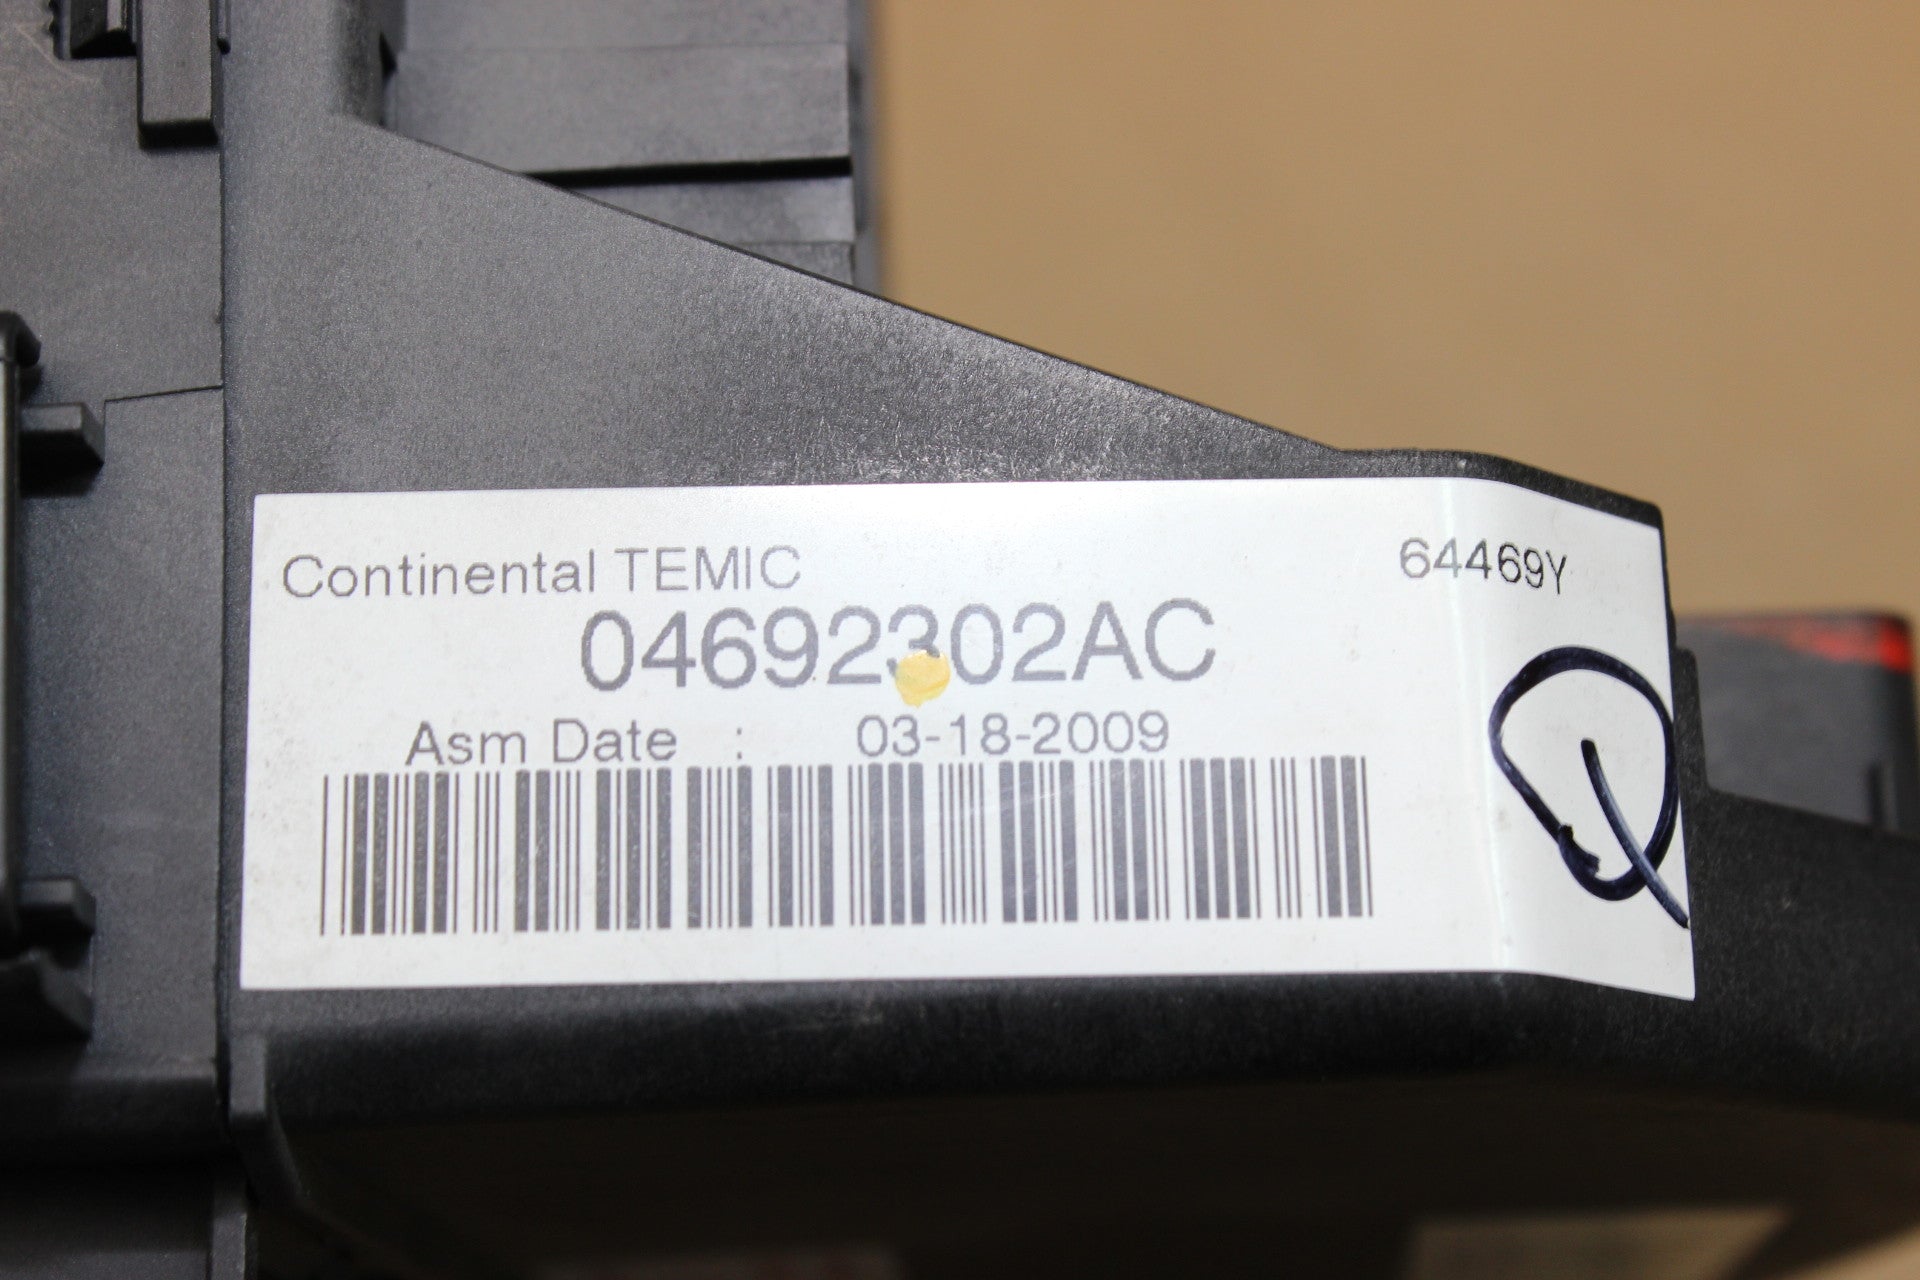 Continental TEMIC 64469Y
04692302AC
Asm Date : 03-18-2009